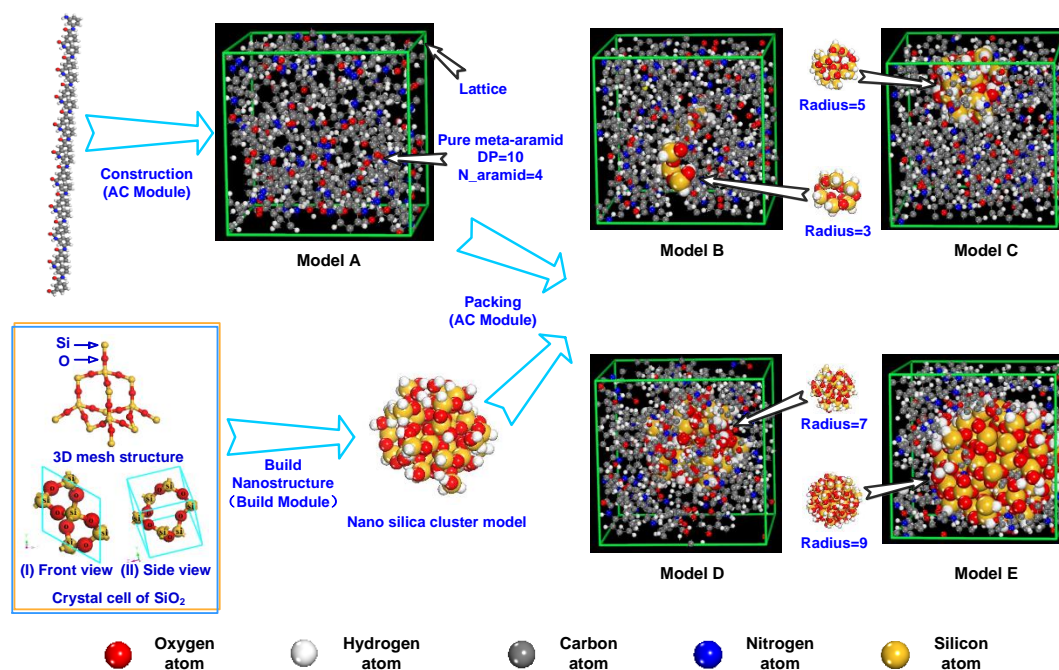 Construction
(AC Module)
Lattice
Pure meta-aramid
DP=10
N_aramid=4
Model A
Radius=5
Radius=3
Model B
Model C
Packing
(AC Module)
Si
O
3D mesh structure
Si
O
(I) Front view
(II) Side view
Crystal cell of SiO₂
Build
Nanostructure
(Build Module)
Nano silica cluster model
Radius=7
Radius=9
Model D
Model E
Oxygen
atom
Hydrogen
atom
Carbon
atom
Nitrogen
atom
Silicon
atom